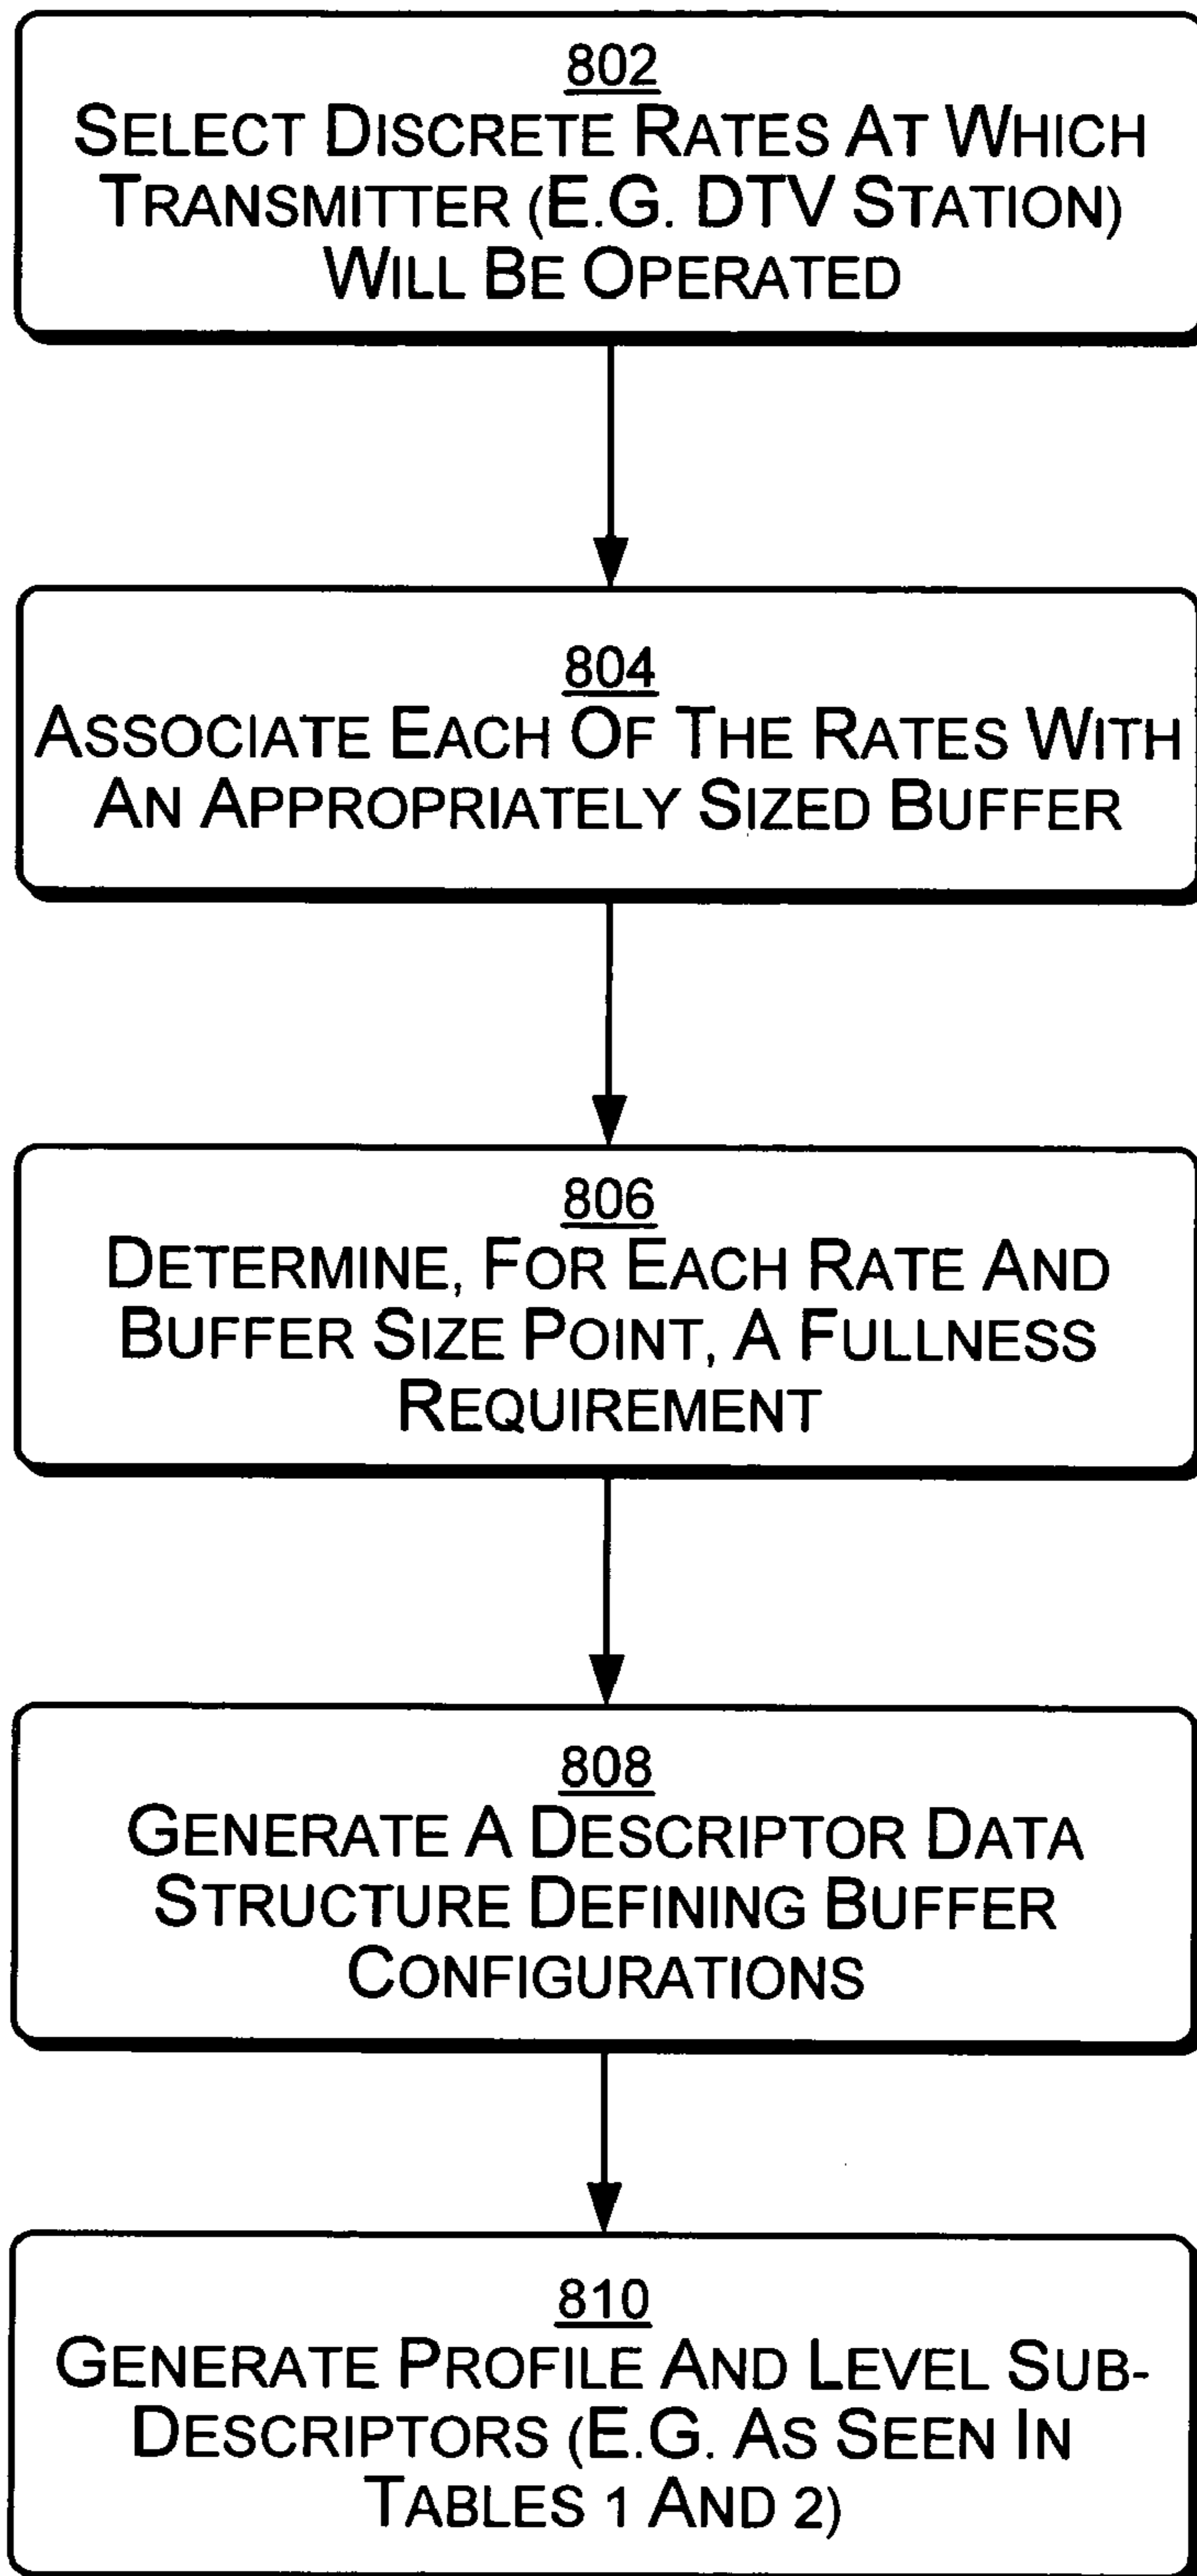 802
SELECT DISCRETE RATES AT WHICH
TRANSMITTER (E.G. DTV STATION)
WILL BE OPERATED
804
ASSOCIATE EACH OF THE RATES WITH
AN APPROPRIATELY SIZED BUFFER
806
DETERMINE, FOR EACH RATE AND
BUFFER SIZE POINT, A FULLNESS
REQUIREMENT
808
GENERATE A DESCRIPTOR DATA
STRUCTURE DEFINING BUFFER
CONFIGURATIONS
810
GENERATE PROFILE AND LEVEL SUB-
DESCRIPTORS (E.G. AS SEEN IN
TABLES 1 AND 2)